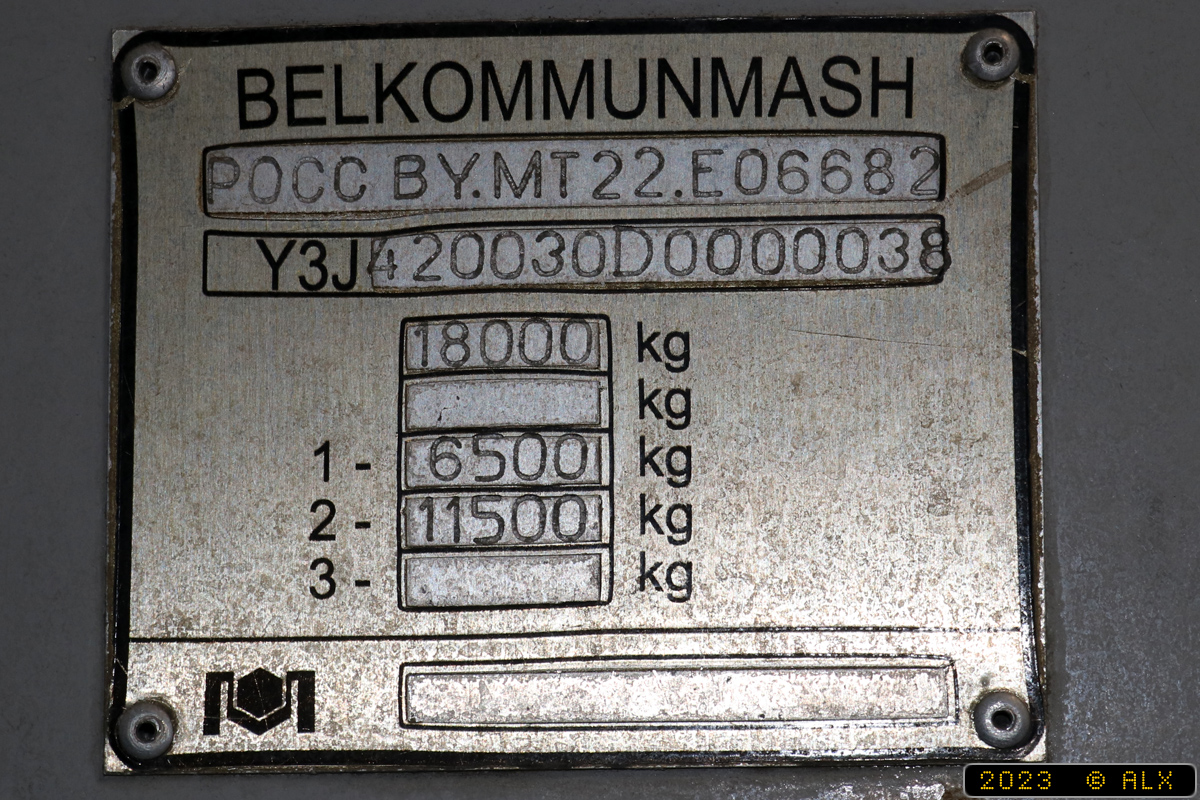 BELKOMMUNMASH
РОСС BY.MT22.E06682
Y3J420030D0000038
18000 kg
kg
1 - 6500 kg
2 - 11500 kg
3 - kg
2023 © ALX